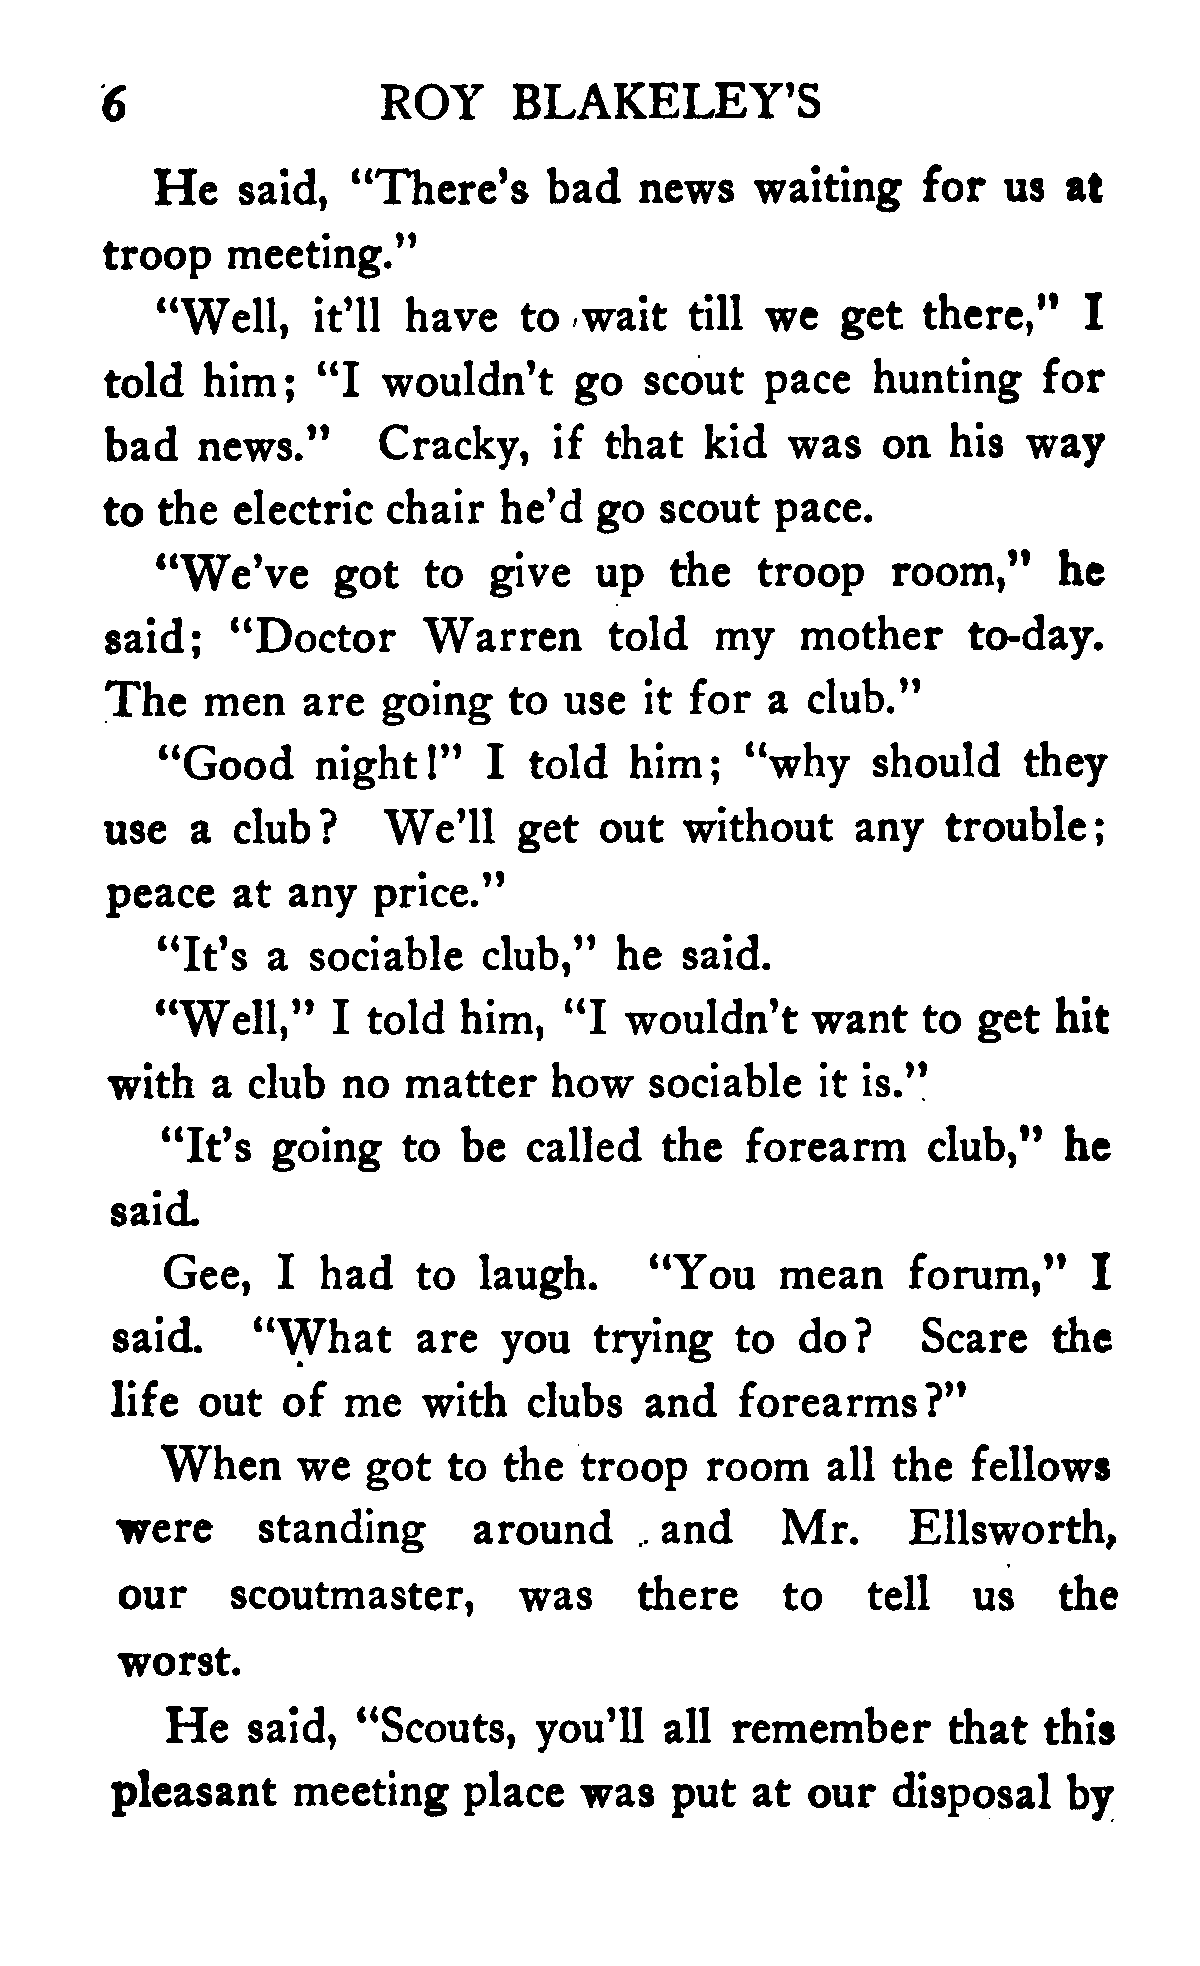 6 ROY BLAKELEY'S
He said, "There's bad news waiting for us at
troop meeting."
"Well, it'll have to wait till we get there," I
told him; "I wouldn't go scout pace hunting for
bad news." Cracky, if that kid was on his way
to the electric chair he'd go scout pace.
"We've got to give up the troop room," he
said; "Doctor Warren told my mother to-day.
The men are going to use it for a club."
"Good night!" I told him; "why should they
use a club? We'll get out without any trouble;
peace at any price."
"It's a sociable club," he said.
"Well," I told him, "I wouldn't want to get hit
with a club no matter how sociable it is."
"It's going to be called the forearm club," he
said.
Gee, I had to laugh. "You mean forum," I
said. "What are you trying to do? Scare the
life out of me with clubs and forearms?"
When we got to the troop room all the fellows
were standing around and Mr. Ellsworth,
our scoutmaster, was there to tell us the
worst.
He said, "Scouts, you'll all remember that this
pleasant meeting place was put at our disposal by